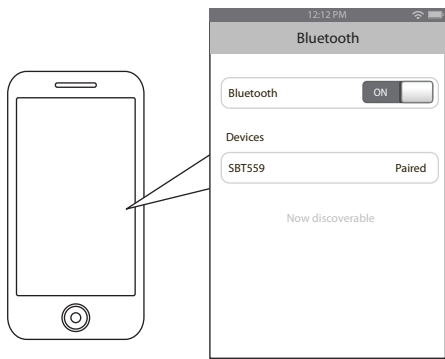 12:12 PM
Bluetooth
Bluetooth ON
Devices
SBT559 Paired
Now discoverable